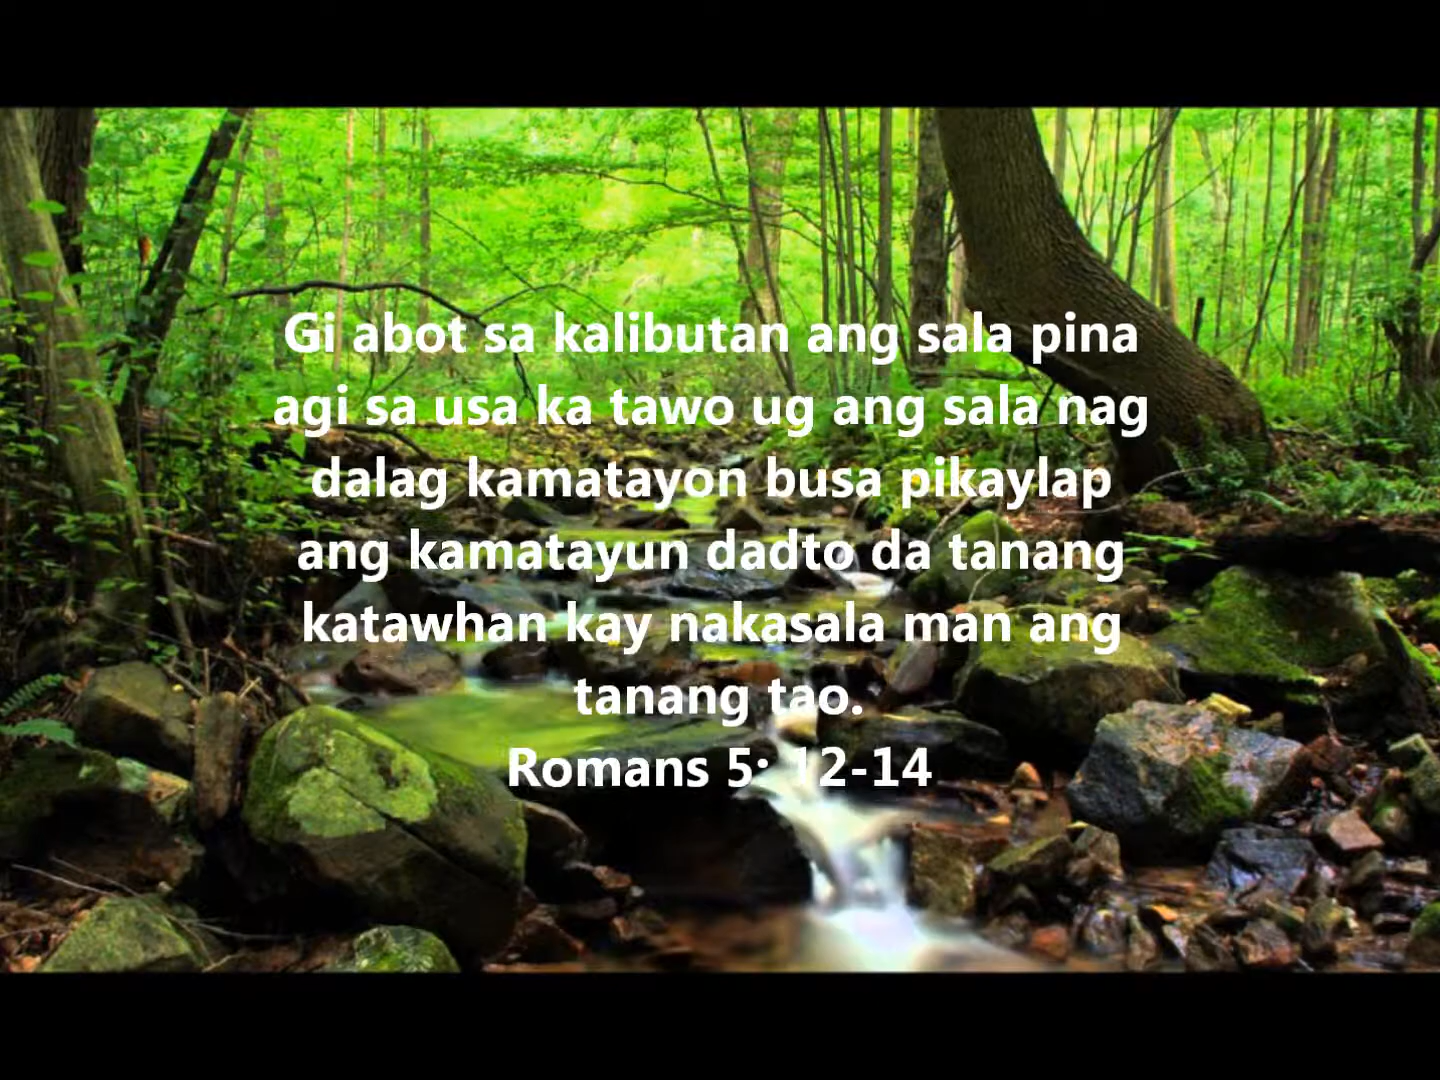 Gi abot sa kalibutan ang sala pina
agi sa usa ka tawo ug ang sala nag
dalag kamatayon busa pikaylap
ang kamatayun dadto da tanang
katawhan kay nakasala man ang
tanang tao.
Romans 5: 12-14